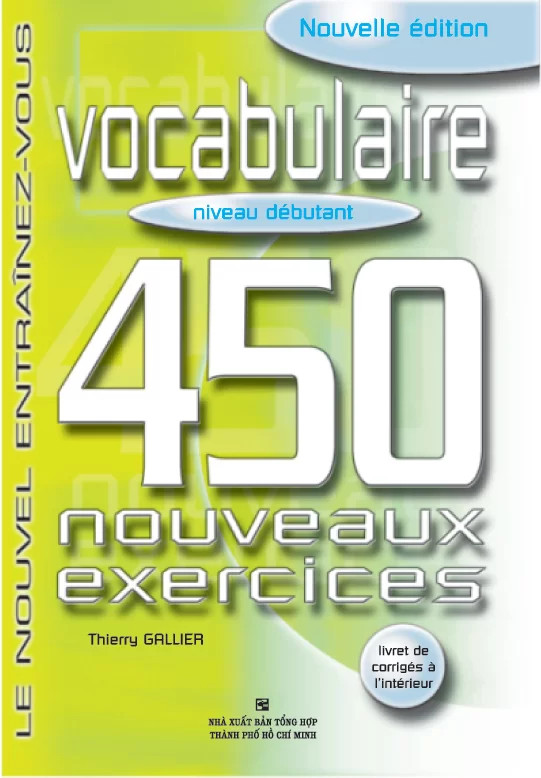 Nouvelle édition
LE NOUVEL ENTRAÎNEZ-VOUS
vocabulaire
niveau débutant
450
nouveaux
exercices
Thierry GALLIER
livret de
corrigés à
l'intérieur
NHÀ XUẤT BẢN TỔNG HỢP
THÀNH PHỐ HỒ CHÍ MINH